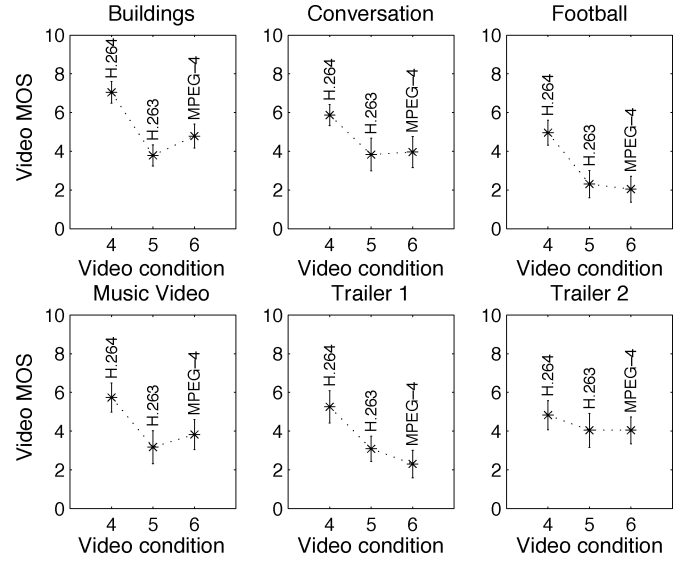 Buildings
Conversation
Football
Video MOS
10
8
6
4
2
0
H.264
H.263
MPEG-4
4 5 6
Video condition
10
8
6
4
2
0
H.264
H.263
MPEG-4
4 5 6
Video condition
10
8
6
4
2
0
H.264
H.263
MPEG-4
4 5 6
Video condition
Music Video
Trailer 1
Trailer 2
Video MOS
10
8
6
4
2
0
H.264
H.263
MPEG-4
4 5 6
Video condition
10
8
6
4
2
0
H.264
H.263
MPEG-4
4 5 6
Video condition
10
8
6
4
2
0
H.264
H.263
MPEG-4
4 5 6
Video condition